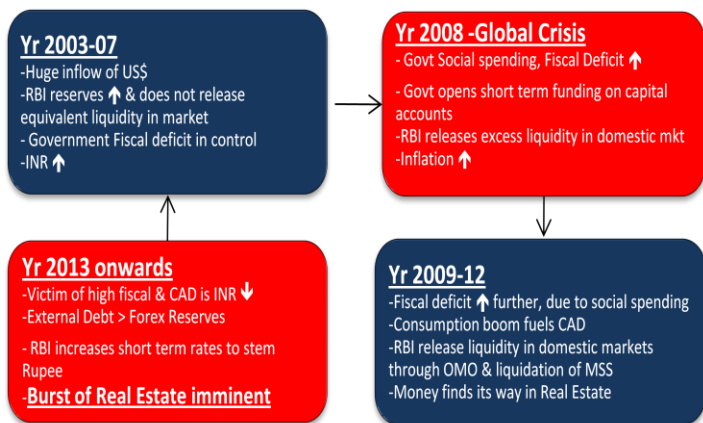 Yr 2003-07
-Huge inflow of US$
-RBI reserves ↑ & does not release
equivalent liquidity in market
- Government Fiscal deficit in control
-INR ↑
Yr 2008 -Global Crisis
- Govt Social spending, Fiscal Deficit ↑
- Govt opens short term funding on capital
accounts
-RBI releases excess liquidity in domestic mkt
-Inflation ↑
Yr 2013 onwards
-Victim of high fiscal & CAD is INR ↓
-External Debt > Forex Reserves
- RBI increases short term rates to stem
Rupee
-Burst of Real Estate imminent
Yr 2009-12
-Fiscal deficit ↑ further, due to social spending
-Consumption boom fuels CAD
-RBI release liquidity in domestic markets
through OMO & liquidation of MSS
-Money finds its way in Real Estate